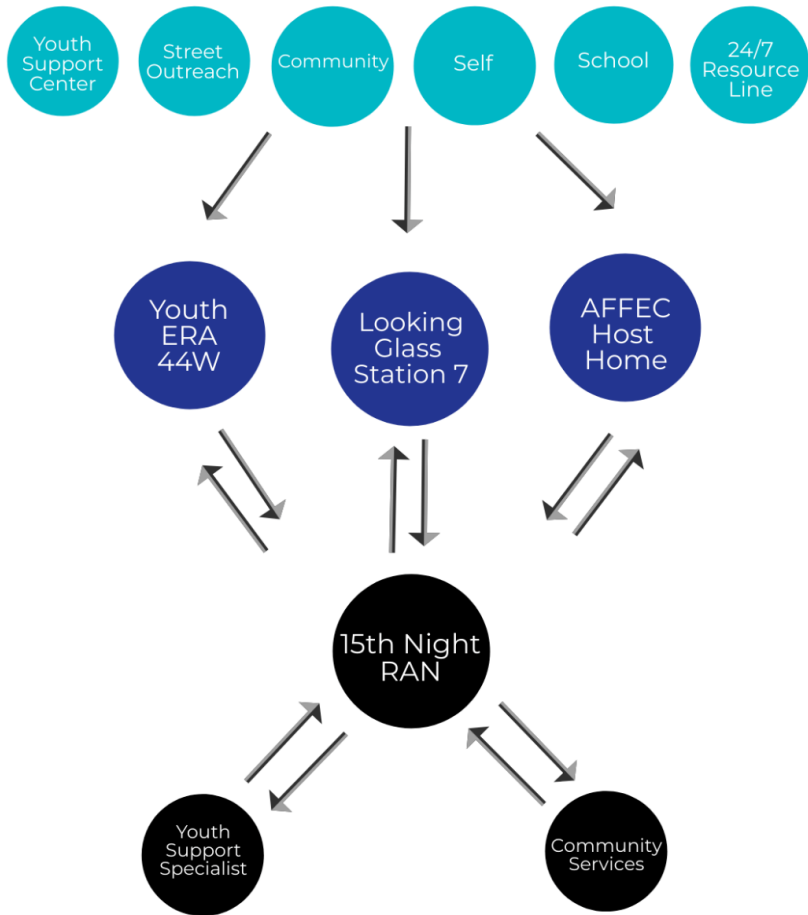 Youth
Support
Center
Street
Outreach
Community
Self
School
24/7
Resource
Line
Youth
ERA
44W
Looking
Glass
Station 7
AFFEC
Host
Home
15th Night
RAN
Youth
Support
Specialist
Community
Services